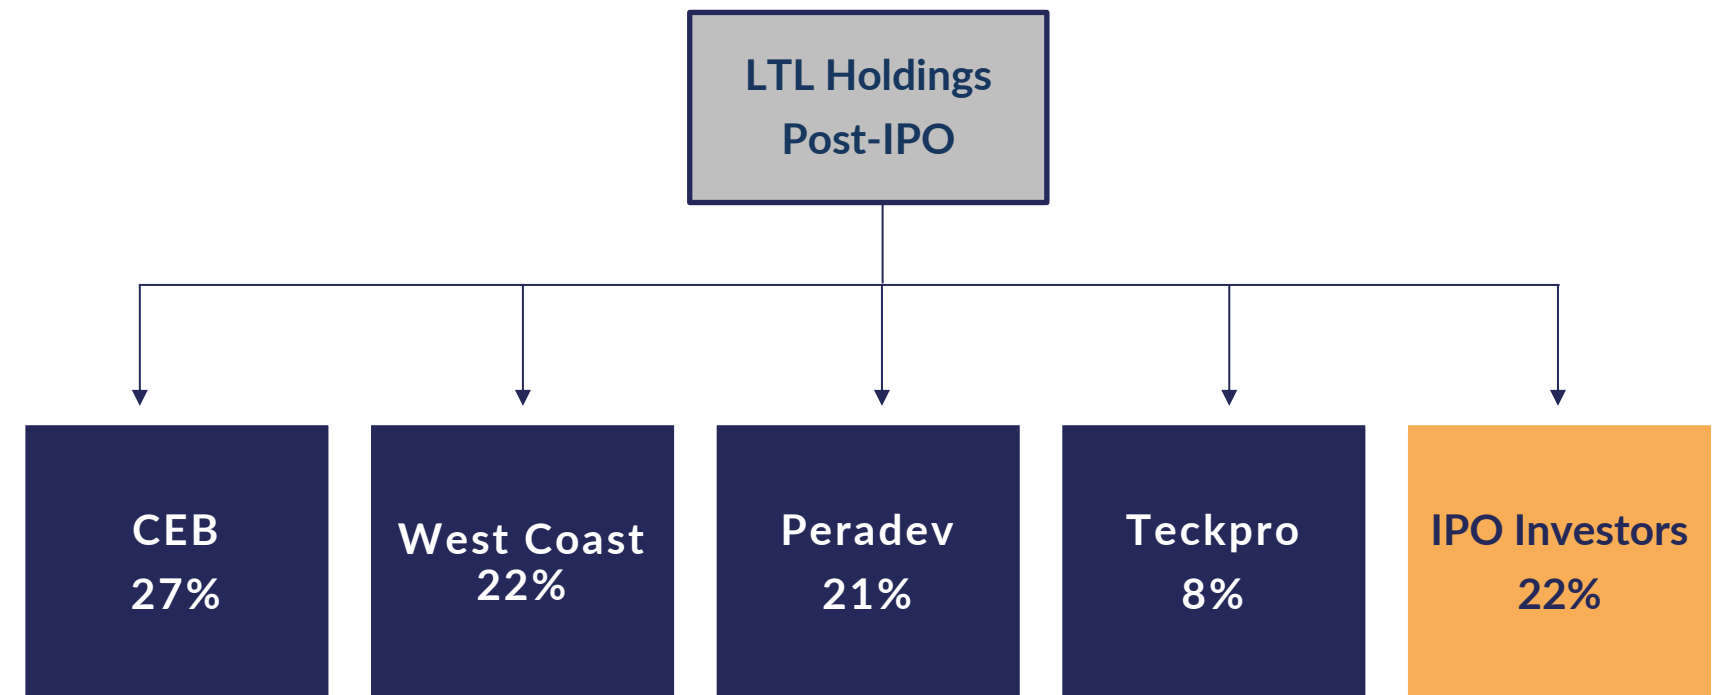 LTL Holdings
Post-IPO
CEB
27%
West Coast
22%
Peradev
21%
Teckpro
8%
IPO Investors
22%